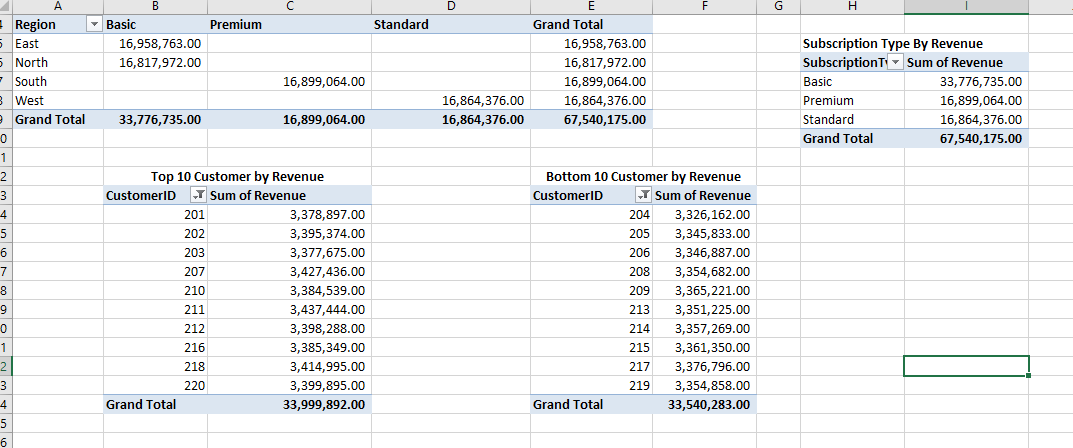 A B C D E F G H I
Region Basic Premium Standard Grand Total
East 16,958,763.00 16,958,763.00 Subscription Type By Revenue
North 16,817,972.00 16,817,972.00 Sum of Revenue
South 16,899,064.00 16,899,064.00 Basic 33,776,735.00
West 16,864,376.00 16,864,376.00 Premium 16,899,064.00
Grand Total 33,776,735.00 16,899,064.00 16,864,376.00 67,540,175.00 Standard 16,864,376.00
Grand Total 67,540,175.00
Top 10 Customer by Revenue Bottom 10 Customer by Revenue
CustomerID Sum of Revenue CustomerID Sum of Revenue
201 3,378,897.00 204 3,326,162.00
202 3,395,374.00 205 3,345,833.00
203 3,377,675.00 206 3,346,887.00
207 3,427,436.00 208 3,354,682.00
210 3,384,539.00 209 3,365,221.00
211 3,437,444.00 213 3,351,225.00
212 3,398,288.00 214 3,357,269.00
216 3,385,349.00 215 3,361,350.00
218 3,414,995.00 217 3,376,796.00
220 3,399,895.00 219 3,354,858.00
Grand Total 33,999,892.00 Grand Total 33,540,283.00